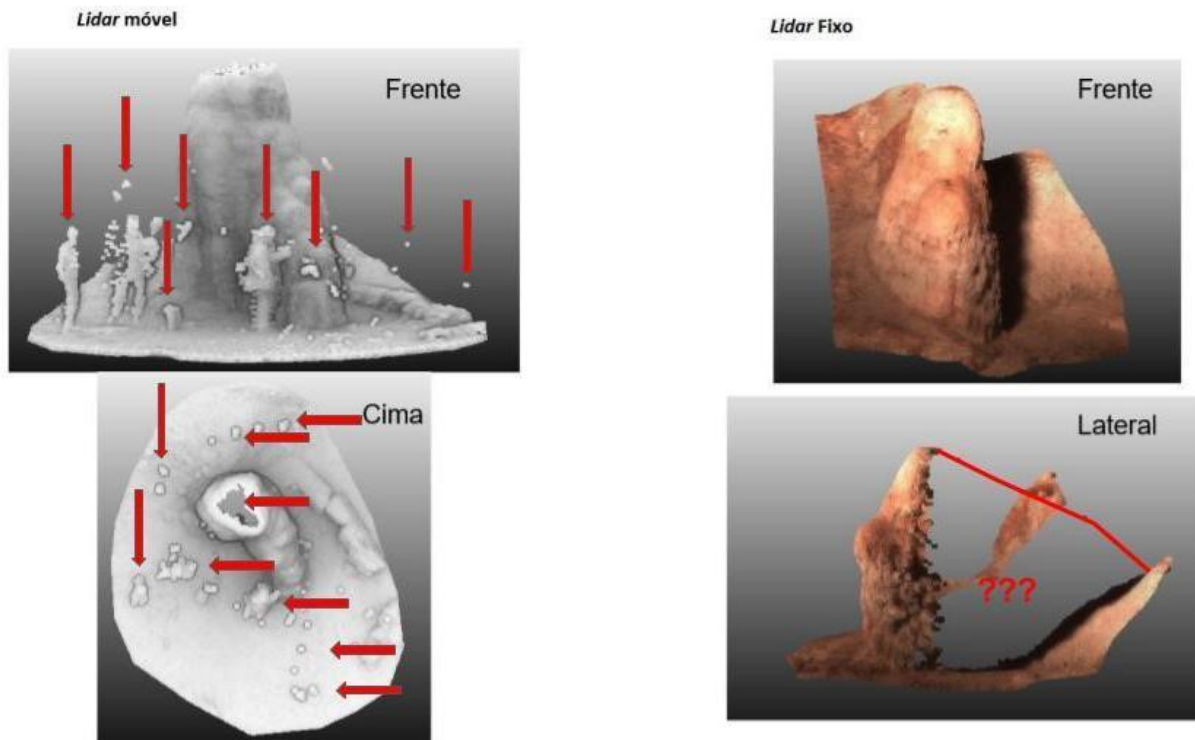 Lidar móvel
Frente
Cima
Lidar Fixo
Frente
Lateral
???